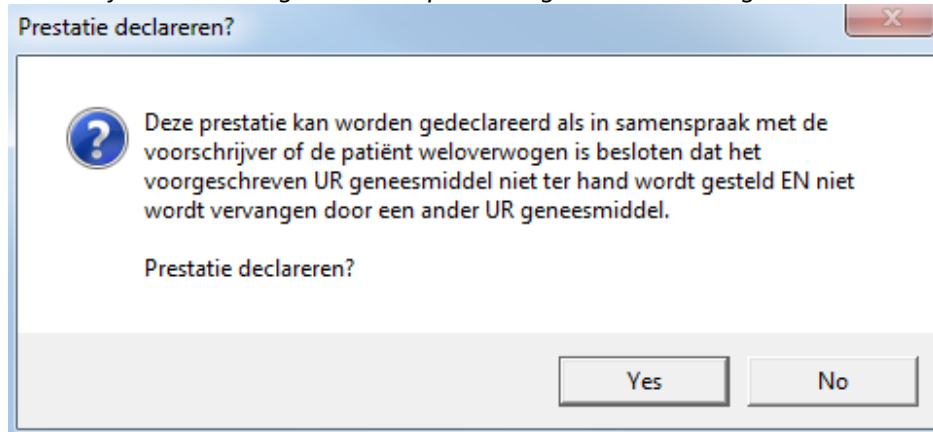 Prestatie declareren?
Deze prestatie kan worden gedeclareerd als in samenspraak met de
voorschrijver of de patiënt weloverwogen is besloten dat het
voorgeschreven UR geneesmiddel niet ter hand wordt gesteld EN niet
wordt vervangen door een ander UR geneesmiddel.
Prestatie declareren?
Yes
No